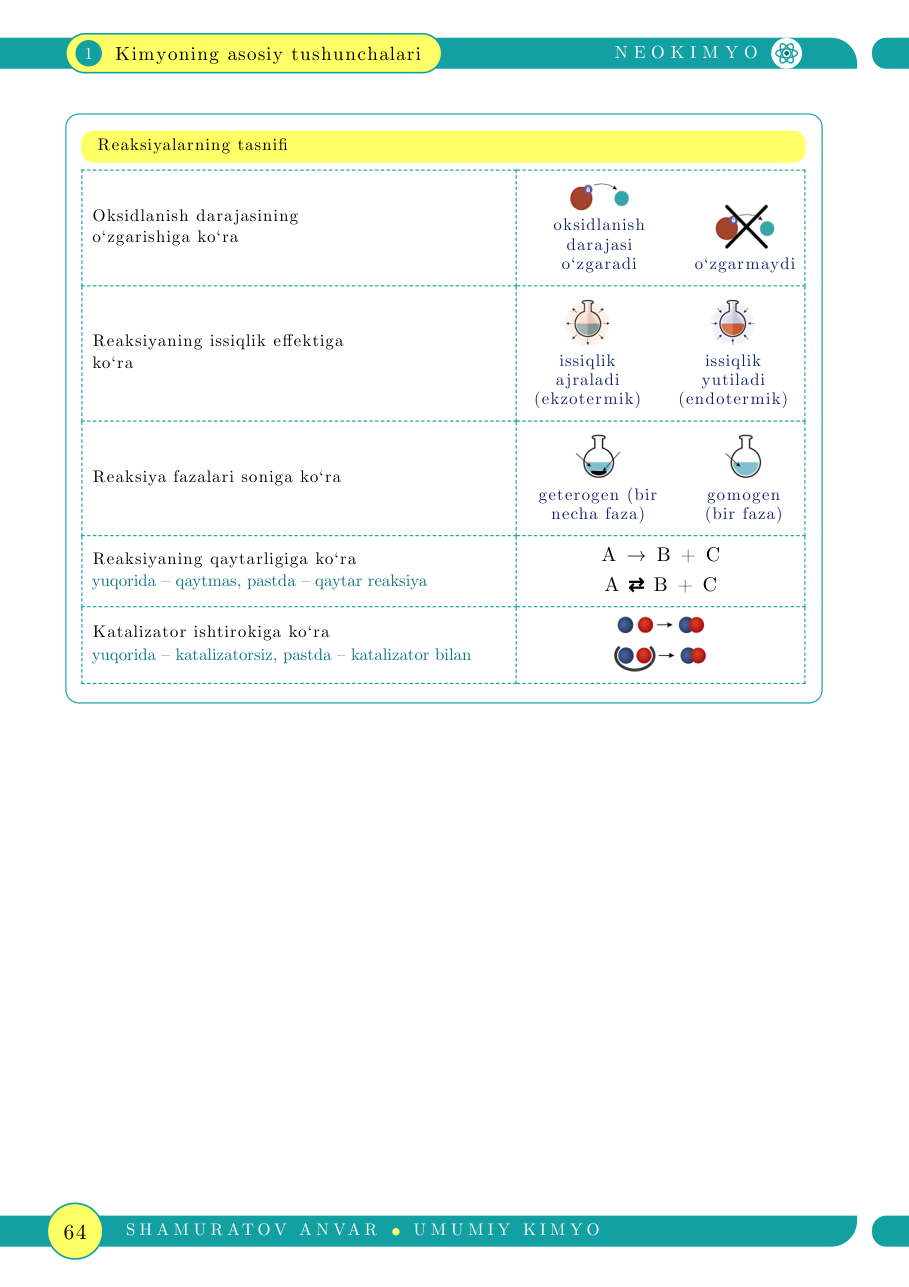 1 Kimyoning asosiy tushunchalari
NEOKIMYO
Reaksiyalarning tasnifi
Oksidlanish darajasining
o‘zgarishiga ko‘ra
oksidlanish
darajasi
o‘zgaradi
o‘zgarmaydi
Reaksiyaning issiqlik effektiga
ko‘ra
issiqlik
ajraladi
(ekzotermik)
issiqlik
yutiladi
(endotermik)
Reaksiya fazalari soniga ko‘ra
geterogen (bir
necha faza)
gomogen
(bir faza)
Reaksiyaning qaytarligiga ko‘ra
yuqorida – qaytmas, pastda – qaytar reaksiya
A → B + C
A ⇄ B + C
Katalizator ishtirokiga ko‘ra
yuqorida – katalizatorsiz, pastda – katalizator bilan
64 SHAMURATOV ANVAR • UMUMIY KIMYO